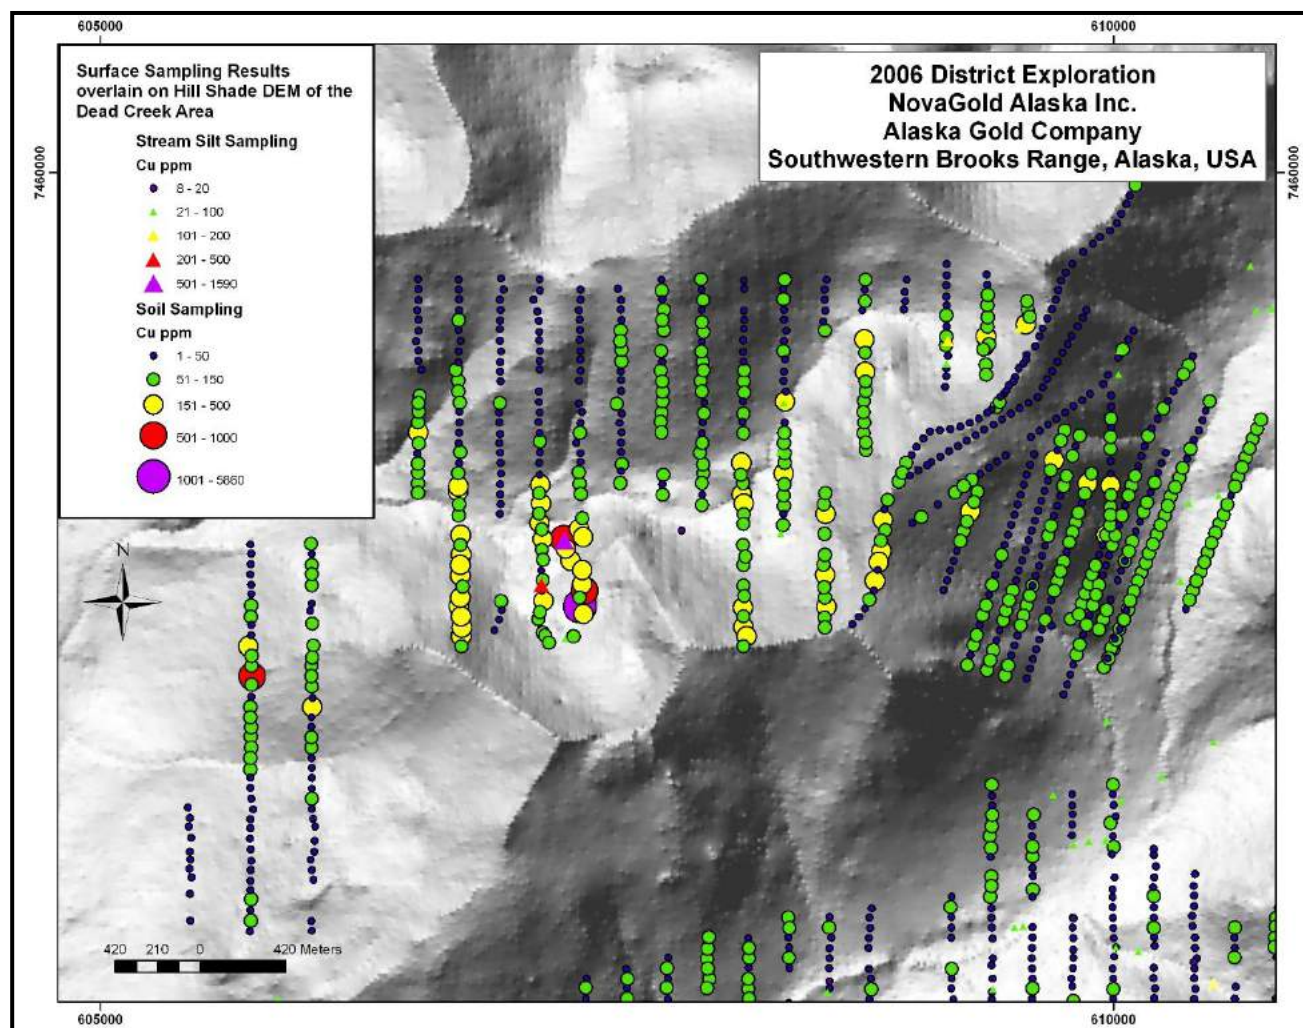 605000
610000
Surface Sampling Results
overlain on Hill Shade DEM of the
Dead Creek Area
Stream Silt Sampling
Cu ppm
8 - 20
21 - 100
101 - 200
201 - 500
501 - 1590
Soil Sampling
Cu ppm
1 - 50
51 - 150
151 - 500
501 - 1000
1001 - 5860
2006 District Exploration
NovaGold Alaska Inc.
Alaska Gold Company
Southwestern Brooks Range, Alaska, USA
7460000
7460000
N
420 210 0 420 Meters
605000
610000